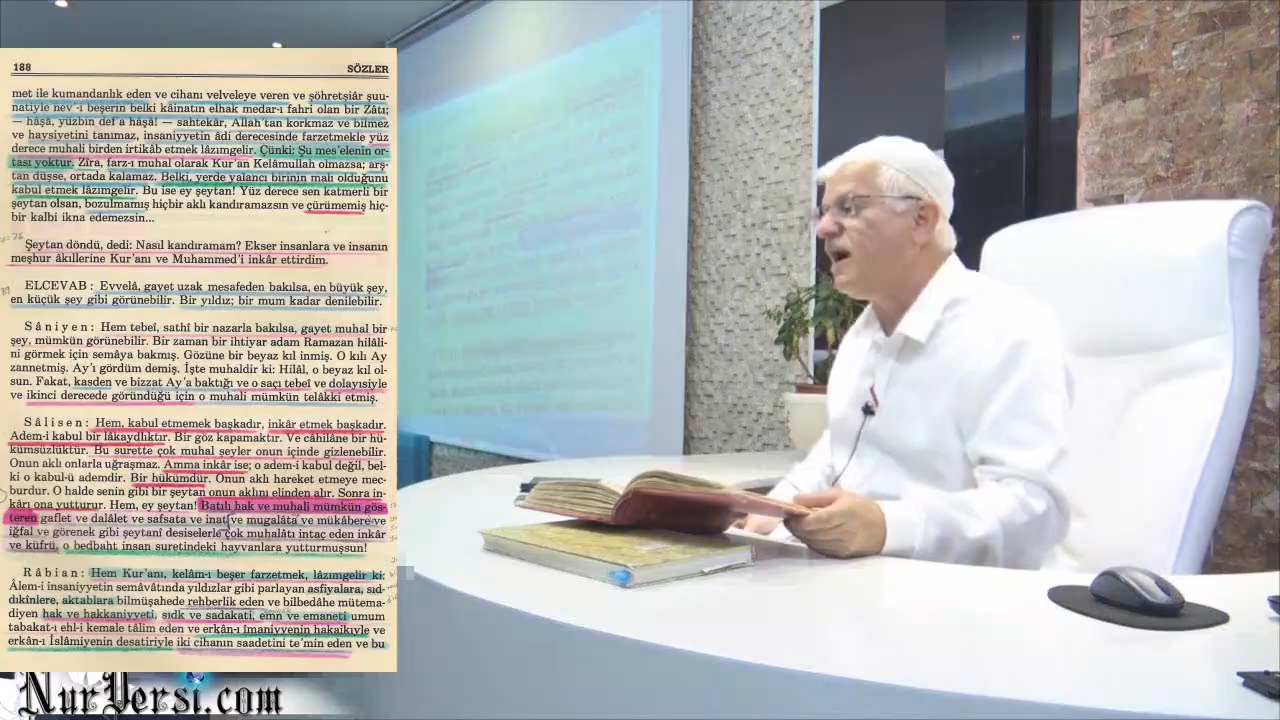 188 SÖZLER
met ile kumandanlık eden ve cihanı velveleye veren ve şöhretşiâr şuu-
natiyle nev'-i beşerin belki kâinatın elhak medar-ı fahri olan bir Zâtı;
— hâşâ, yüzbin def'a hâşâ! — sahtekâr, Allah'tan korkmaz ve bilmez
ve haysiyetini tanımaz, insaniyyetin âdi derecesinde farzetmekle yüz
derece muhali birden irtikâb etmek lâzımgelir. Çünki: Şu mes'elenin or-
tası yoktur. Zîra, farz-ı muhal olarak Kur'an Kelâmullah olmazsa; arş-
tan düşse, ortada kalamaz. Belki, yerde yalancı birinin malı olduğunu
kabul etmek lâzımgelir. Bu ise ey şeytan! Yüz derece sen katmerli bir
şeytan olsan, bozulmamış hiçbir aklı kandıramazsın ve çürümemiş hiç-
bir kalbi ikna edemezsin...
Şeytan döndü, dedi: Nasıl kandıramam? Ekser insanlara ve insanın
meşhur âkıllerine Kur'anı ve Muhammed'i inkâr ettirdim.
ELCEVAB: Evvelâ, gayet uzak mesafeden bakılsa, en büyük şey,
en küçük şey gibi görünebilir. Bir yıldız; bir mum kadar denilebilir.
Sâniyen: Hem tebeî, sathî bir nazarla bakılsa, gayet muhal bir
şey, mümkün görünebilir. Bir zaman bir ihtiyar adam Ramazan hilâli-
ni görmek için semâya bakmış. Gözüne bir beyaz kıl inmiş. O kılı Ay
zannetmiş. Ay'ı gördüm demiş. İşte muhaldir ki: Hilâl, o beyaz kıl ol-
sun. Fakat, kasden ve bizzat Ay'a baktığı ve o saçı tebeî ve dolayısiyle
ve ikinci derecede göründüğü için o muhali mümkün telâkki etmiş.
Sâlisen: Hem, kabul etmemek başkadır, inkâr etmek başkadır.
Adem-i kabul bir lâkaydlıktır. Bir göz kapamaktır. Ve câhilâne bir hü-
kümsüzlüktür. Bu surette çok muhal şeyler onun içinde gizlenebilir.
Onun aklı onlarla uğraşmaz. Amma inkâr ise; o adem-i kabul değil, bel-
ki o kabul-ü ademdir. Bir hükümdür. Onun aklı hareket etmeye mec-
burdur. O halde senin gibi bir şeytan onun aklını elinden alır. Sonra in-
kârı ona yutturur. Hem, ey şeytan! Batılı hak ve muhali mümkün gös-
teren gaflet ve dalâlet ve safsata ve inat ve mugalâta ve mükâbere ve
iğfal ve görenek gibi şeytanî desiselerle çok muhalâtı intaç eden inkâr
ve küfrü, o bedbaht insan suretindeki hayvanlara yutturmuşsun!
Râbian: Hem Kur'anı, kelâm-ı beşer farzetmek, lâzımgelir ki:
Âlem-i insaniyyetin semâvâtında yıldızlar gibi parlayan asfiyalara, sıd-
dıkînlere, aktablara bilmüşahede rehberlik eden ve bilbedahe mütema-
diyen hak ve hakkaniyyeti, sıdk ve sadakati, emn ve emaneti umum
tabakat-ı ehl-i kemale tâlim eden ve erkân-ı îmaniyyenin hakaikıyle ve
erkân-ı İslâmiyenin desatiriyle iki cihanın saadetini te'min eden ve bu
NurDersi.com